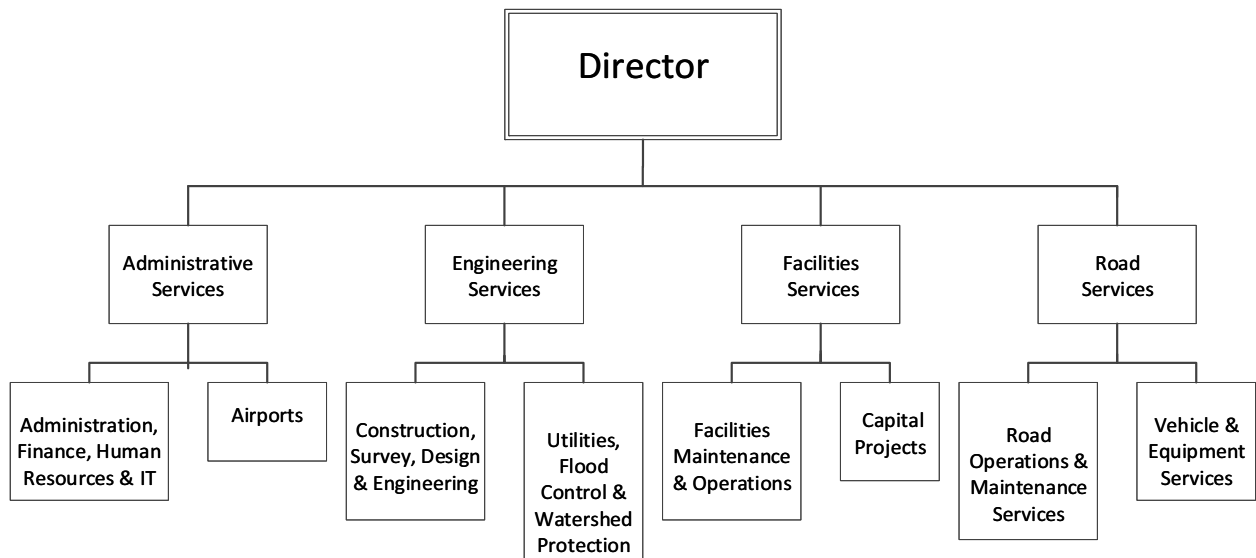 Director
Administrative
Services
Engineering
Services
Facilities
Services
Road
Services
Administration,
Finance, Human
Resources & IT
Airports
Construction,
Survey, Design
& Engineering
Utilities,
Flood
Control &
Watershed
Protection
Facilities
Maintenance
& Operations
Capital
Projects
Road
Operations &
Maintenance
Services
Vehicle &
Equipment
Services